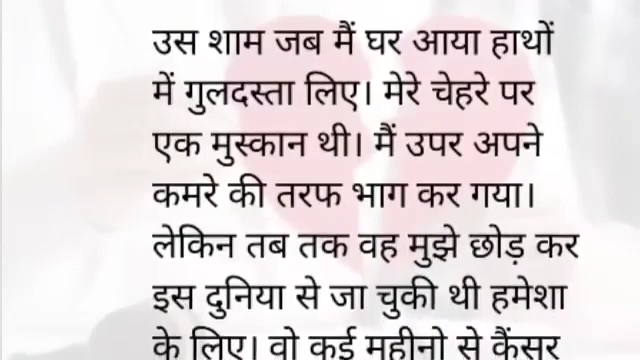 उस शाम जब मैं घर आया हाथों
में गुलदस्ता लिए। मेरे चेहरे पर
एक मुस्कान थी। मैं उपर अपने
कमरे की तरफ भाग कर गया।
लेकिन तब तक वह मुझे छोड़ कर
इस दुनिया से जा चुकी थी हमेशा
के लिए। वो कई महीनो से कैंसर